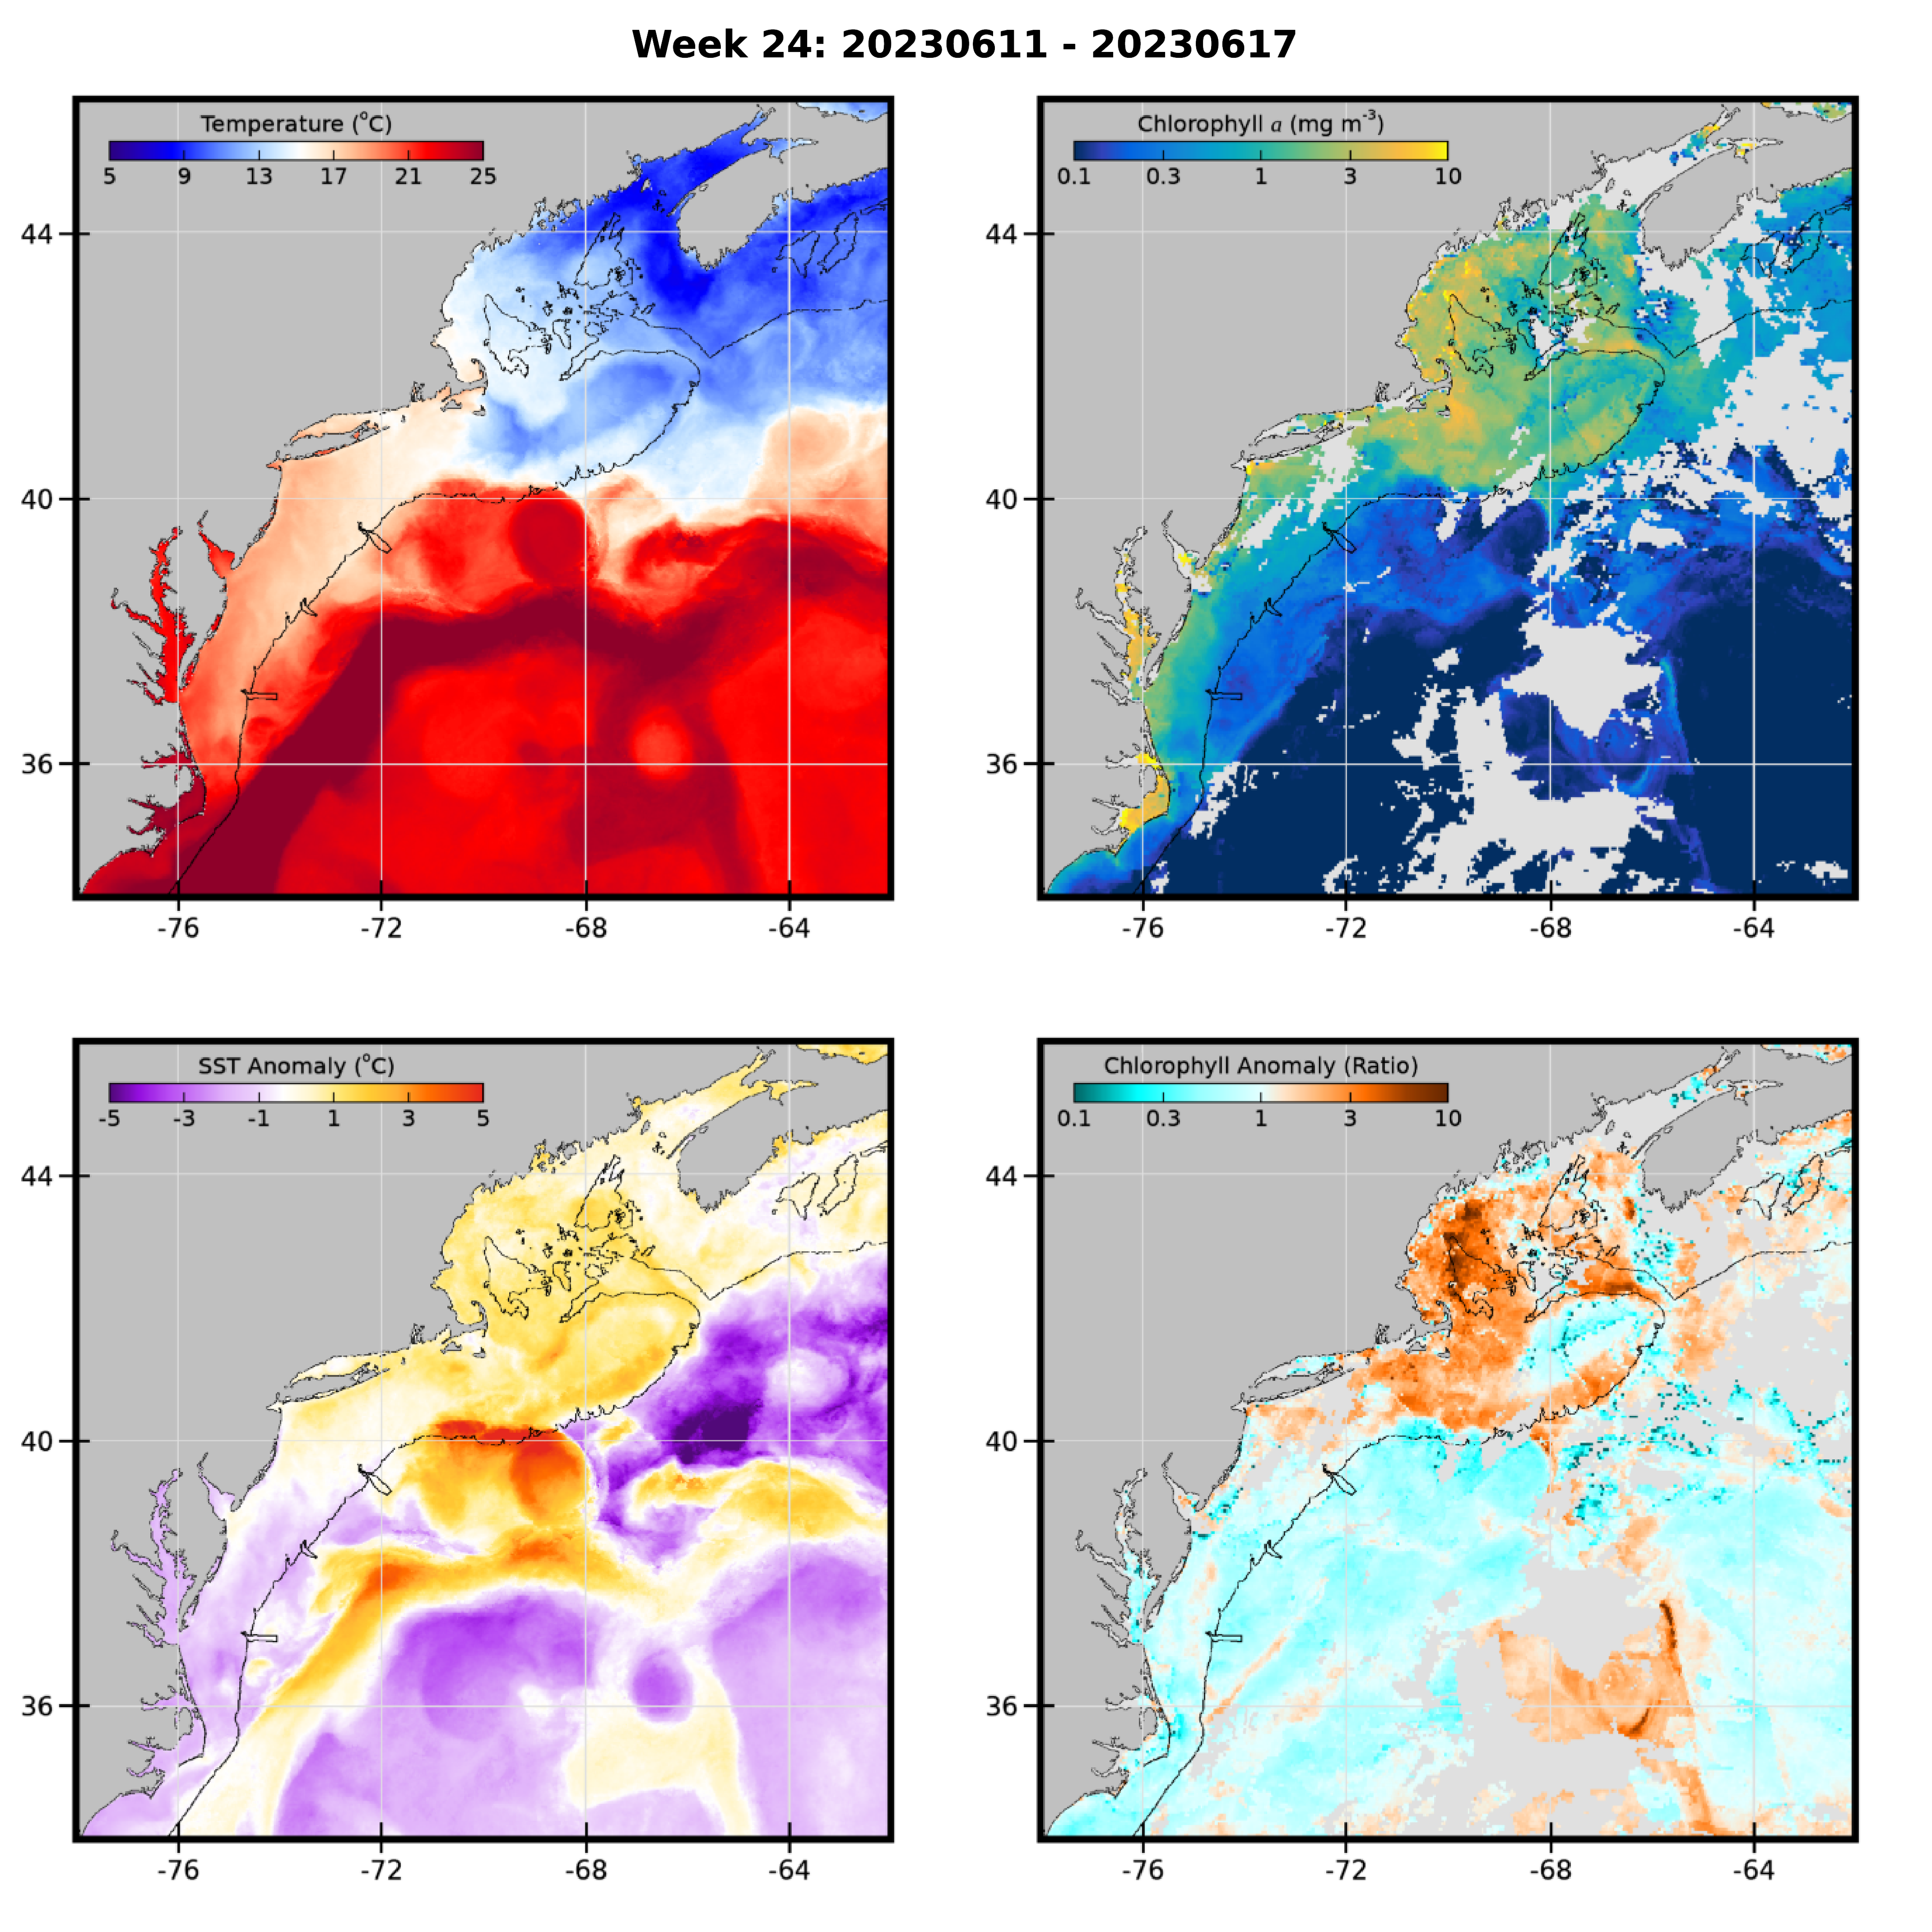 Week 24: 20230611 - 20230617
Temperature (°C)
5 9 13 17 21 25
44
40
36
-76 -72 -68 -64
Chlorophyll a (mg m⁻³)
0.1 0.3 1 3 10
44
40
36
-76 -72 -68 -64
SST Anomaly (°C)
-5 -3 -1 1 3 5
44
40
36
-76 -72 -68 -64
Chlorophyll Anomaly (Ratio)
0.1 0.3 1 3 10
44
40
36
-76 -72 -68 -64